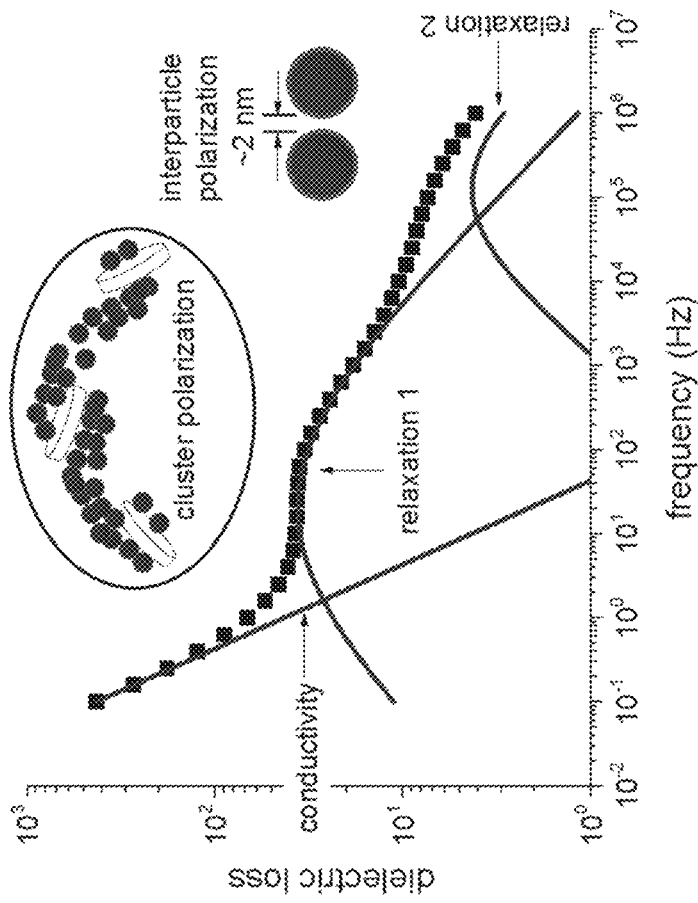 interparticle
polarization
~2 nm
cluster polarization
relaxation 2
relaxation 1
conductivity
dielectric loss
10³
10²
10¹
10⁰
10⁻²
10⁻¹
10⁰
10¹
10²
10³
10⁴
10⁵
10⁶
10⁷
frequency (Hz)